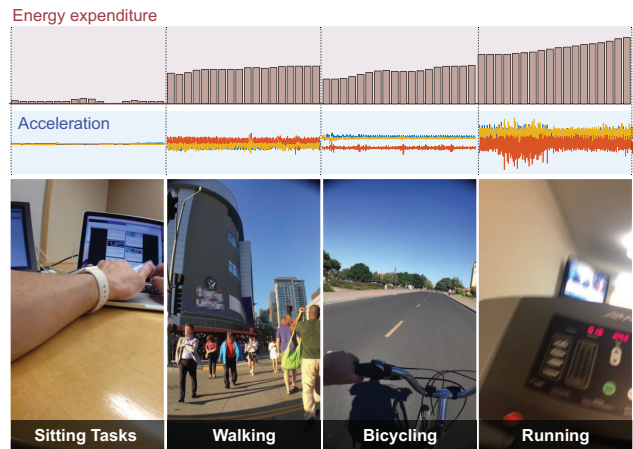 Energy expenditure
Acceleration
Sitting Tasks
Walking
Bicycling
Running